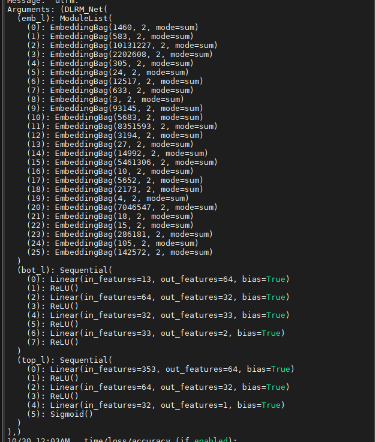 Message: 'dlrm:'
Arguments: (DLRM_Net(
(emb_l): ModuleList(
(0): EmbeddingBag(1460, 2, mode=sum)
(1): EmbeddingBag(583, 2, mode=sum)
(2): EmbeddingBag(10131227, 2, mode=sum)
(3): EmbeddingBag(2202608, 2, mode=sum)
(4): EmbeddingBag(305, 2, mode=sum)
(5): EmbeddingBag(24, 2, mode=sum)
(6): EmbeddingBag(12517, 2, mode=sum)
(7): EmbeddingBag(633, 2, mode=sum)
(8): EmbeddingBag(3, 2, mode=sum)
(9): EmbeddingBag(93145, 2, mode=sum)
(10): EmbeddingBag(5683, 2, mode=sum)
(11): EmbeddingBag(8351593, 2, mode=sum)
(12): EmbeddingBag(3194, 2, mode=sum)
(13): EmbeddingBag(27, 2, mode=sum)
(14): EmbeddingBag(14992, 2, mode=sum)
(15): EmbeddingBag(5461306, 2, mode=sum)
(16): EmbeddingBag(10, 2, mode=sum)
(17): EmbeddingBag(5652, 2, mode=sum)
(18): EmbeddingBag(2173, 2, mode=sum)
(19): EmbeddingBag(4, 2, mode=sum)
(20): EmbeddingBag(7046547, 2, mode=sum)
(21): EmbeddingBag(18, 2, mode=sum)
(22): EmbeddingBag(15, 2, mode=sum)
(23): EmbeddingBag(286181, 2, mode=sum)
(24): EmbeddingBag(105, 2, mode=sum)
(25): EmbeddingBag(142572, 2, mode=sum)
)
(bot_l): Sequential(
(0): Linear(in_features=13, out_features=64, bias=True)
(1): ReLU()
(2): Linear(in_features=64, out_features=32, bias=True)
(3): ReLU()
(4): Linear(in_features=32, out_features=33, bias=True)
(5): ReLU()
(6): Linear(in_features=33, out_features=2, bias=True)
(7): ReLU()
)
(top_l): Sequential(
(0): Linear(in_features=353, out_features=64, bias=True)
(1): ReLU()
(2): Linear(in_features=64, out_features=32, bias=True)
(3): ReLU()
(4): Linear(in_features=32, out_features=1, bias=True)
(5): Sigmoid()
)
),)
10/30 12:03AM time/loss/accuracy (if enabled):